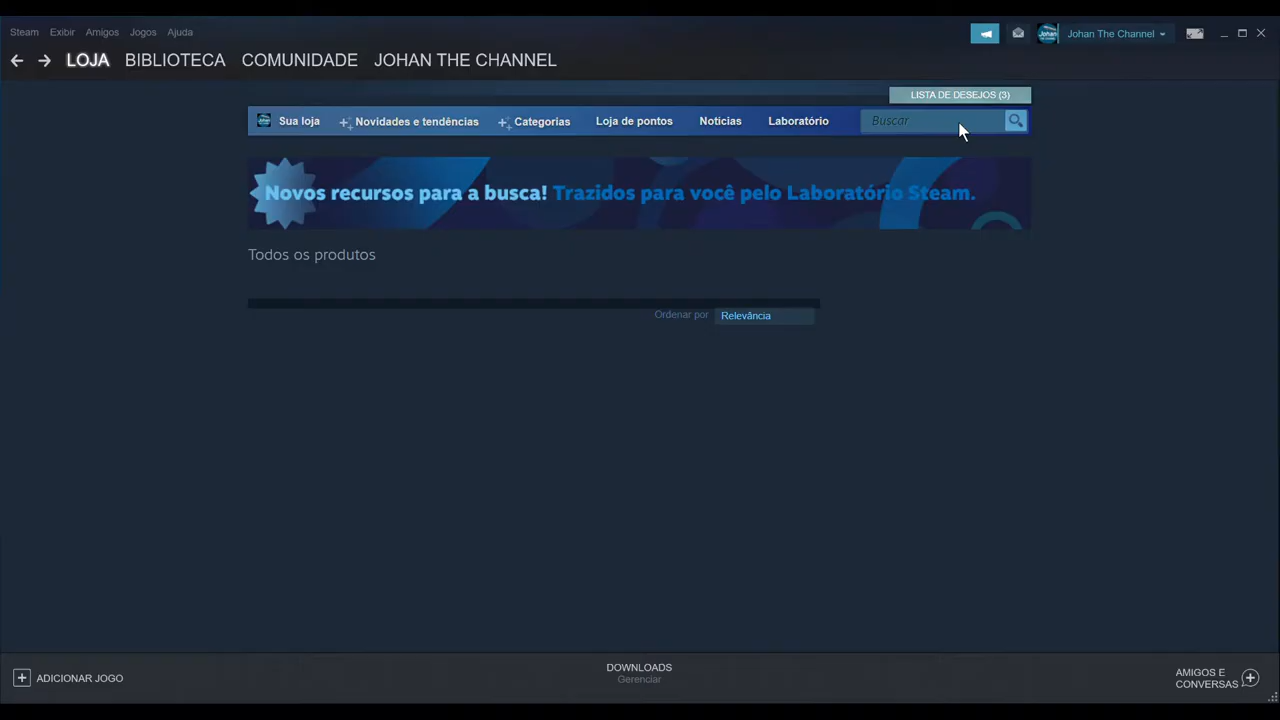 Steam Exibir Amigos Jogos Ajuda
Johan The Channel
LOJA BIBLIOTECA COMUNIDADE JOHAN THE CHANNEL
LISTA DE DESEJOS (3)
Sua loja Novidades e tendências Categorias Loja de pontos Notícias Laboratório Buscar
Novos recursos para a busca! Trazidos para você pelo Laboratório Steam.
Todos os produtos
Ordenar por Relevância
ADICIONAR JOGO
DOWNLOADS
Gerenciar
AMIGOS E
CONVERSAS